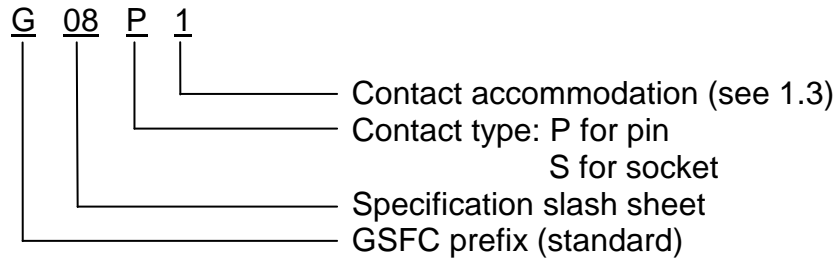 G 08 P 1
Contact accommodation (see 1.3)
Contact type: P for pin
S for socket
Specification slash sheet
GSFC prefix (standard)